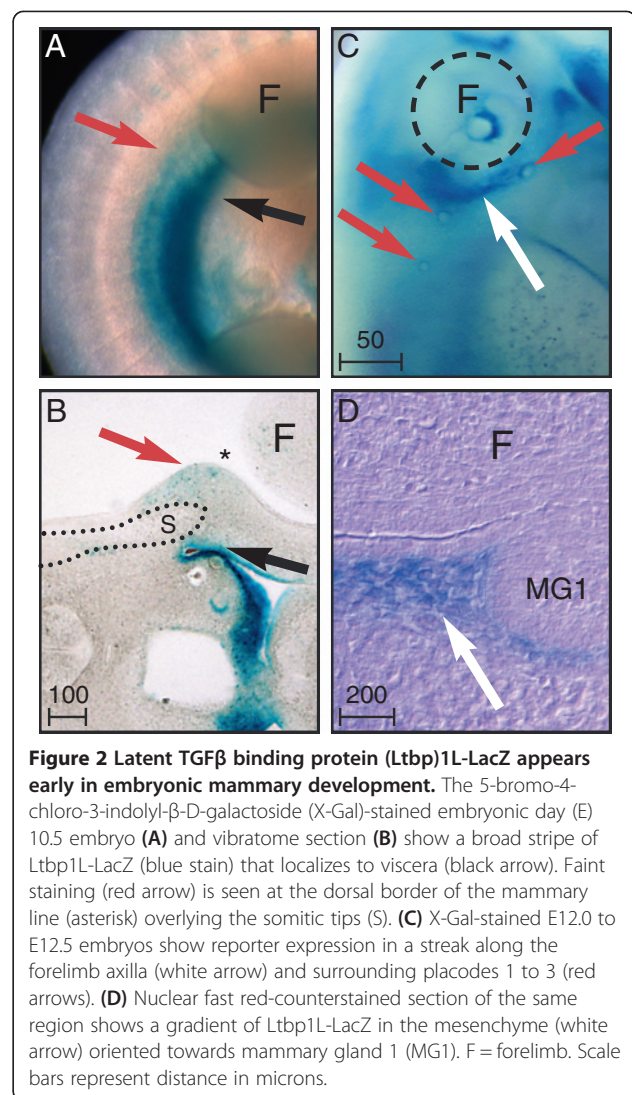 A
F
C
F
50
B
*
F
S
100
D
F
MG1
200
Figure 2 Latent TGFβ binding protein (Ltbp)1L-LacZ appears
early in embryonic mammary development. The 5-bromo-4-
chloro-3-indolyl-β-D-galactoside (X-Gal)-stained embryonic day (E)
10.5 embryo (A) and vibratome section (B) show a broad stripe of
Ltbp1L-LacZ (blue stain) that localizes to viscera (black arrow). Faint
staining (red arrow) is seen at the dorsal border of the mammary
line (asterisk) overlying the somitic tips (S). (C) X-Gal-stained E12.0 to
E12.5 embryos show reporter expression in a streak along the
forelimb axilla (white arrow) and surrounding placodes 1 to 3 (red
arrows). (D) Nuclear fast red-counterstained section of the same
region shows a gradient of Ltbp1L-LacZ in the mesenchyme (white
arrow) oriented towards mammary gland 1 (MG1). F = forelimb. Scale
bars represent distance in microns.